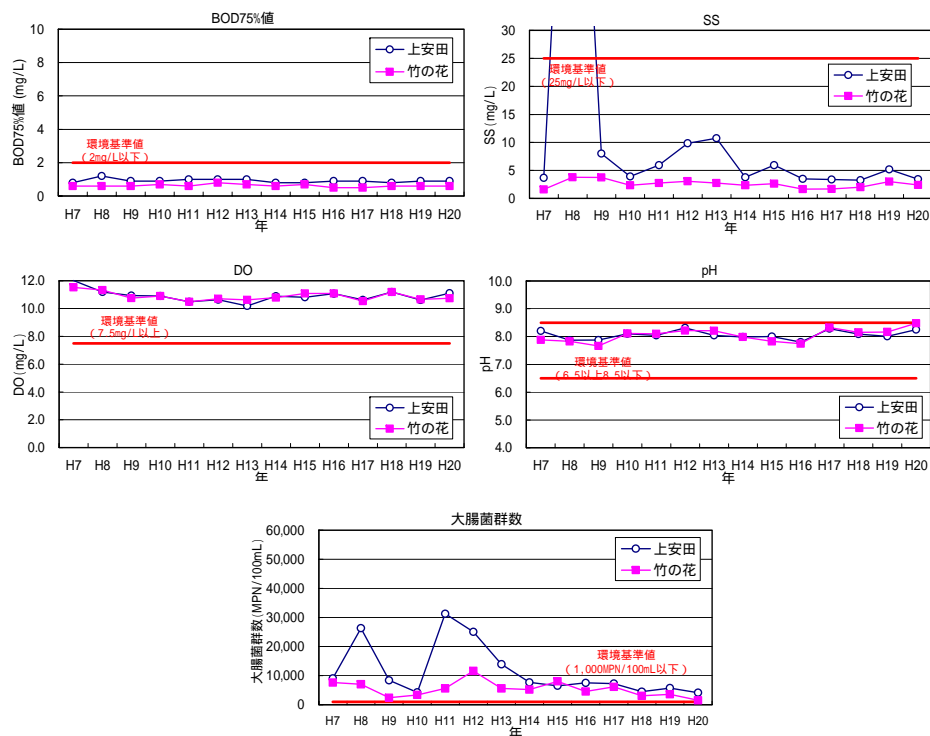 BOD75%値
10
8
6
4
2
0
BOD75%値 (mg/L)
上安田
竹の花
環境基準値
(2mg/L以下)
H7 H8 H9 H10 H11 H12 H13 H14 H15 H16 H17 H18 H19 H20
年
SS
30
25
20
15
10
5
0
SS (mg/L)
環境基準値
(25mg/L以下)
上安田
竹の花
H7 H8 H9 H10 H11 H12 H13 H14 H15 H16 H17 H18 H19 H20
年
DO
12.0
10.0
8.0
6.0
4.0
2.0
0.0
DO (mg/L)
環境基準値
(7.5mg/L以上)
上安田
竹の花
H7 H8 H9 H10 H11 H12 H13 H14 H15 H16 H17 H18 H19 H20
年
pH
10.0
9.0
8.0
7.0
6.0
5.0
4.0
pH
環境基準値
(6.5以上8.5以下)
上安田
竹の花
H7 H8 H9 H10 H11 H12 H13 H14 H15 H16 H17 H18 H19 H20
年
大腸菌群数
60,000
50,000
40,000
30,000
20,000
10,000
0
大腸菌群数 (MPN/100mL)
上安田
竹の花
環境基準値
(1,000MPN/100mL以下)
H7 H8 H9 H10 H11 H12 H13 H14 H15 H16 H17 H18 H19 H20
年